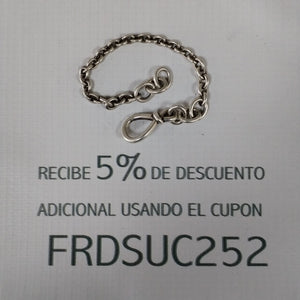 RECIBE 5% DE DESCUENTO
ADICIONAL USANDO EL CUPON
FRDSUC252